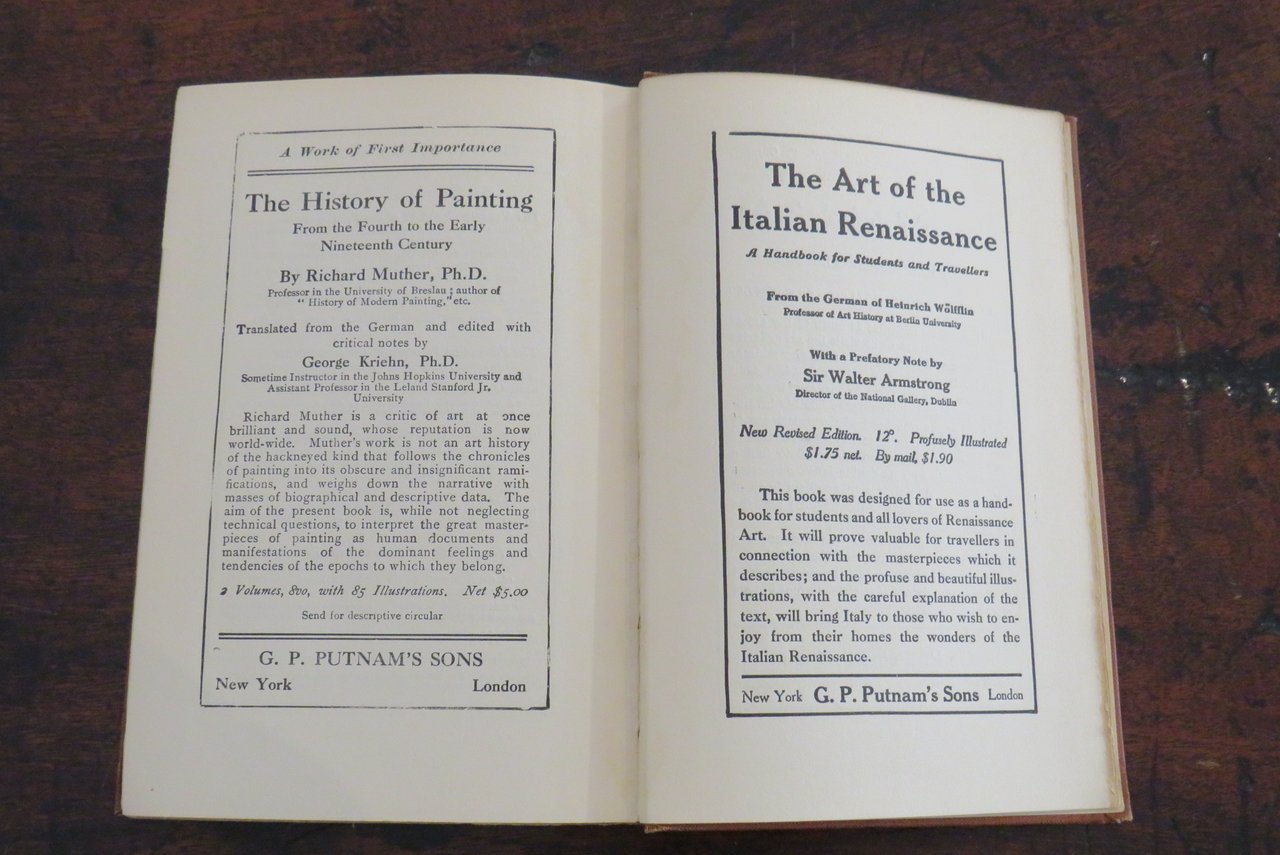 A Work of First Importance
The History of Painting
From the Fourth to the Early
Nineteenth Century
By Richard Muther, Ph.D.
Professor in the University of Breslau; author of
“ History of Modern Painting,” etc.
Translated from the German and edited with
critical notes by
George Kriehn, Ph.D.
Sometime Instructor in the Johns Hopkins University and
Assistant Professor in the Leland Stanford Jr.
University
Richard Muther is a critic of art at once
brilliant and sound, whose reputation is now
world-wide. Muther's work is not an art history
of the hackneyed kind that follows the chronicles
of painting into its obscure and insignificant rami-
fications, and weighs down the narrative with
masses of biographical and descriptive data. The
aim of the present book is, while not neglecting
technical questions, to interpret the great master-
pieces of painting as human documents and
manifestations of the dominant feelings and
tendencies of the epochs to which they belong.
2 Volumes, 8vo, with 85 Illustrations. Net $5.00
Send for descriptive circular
G. P. PUTNAM'S SONS
New York London
The Art of the
Italian Renaissance
A Handbook for Students and Travellers
From the German of Heinrich Wölfflin
Professor of Art History at Berlin University
With a Prefatory Note by
Sir Walter Armstrong
Director of the National Gallery, Dublin
New Revised Edition. 12°. Profusely Illustrated
$1.75 net. By mail, $1.90
This book was designed for use as a hand-
book for students and all lovers of Renaissance
Art. It will prove valuable for travellers in
connection with the masterpieces which it
describes; and the profuse and beautiful illus-
trations, with the careful explanation of the
text, will bring Italy to those who wish to en-
joy from their homes the wonders of the
Italian Renaissance.
New York G. P. Putnam's Sons London